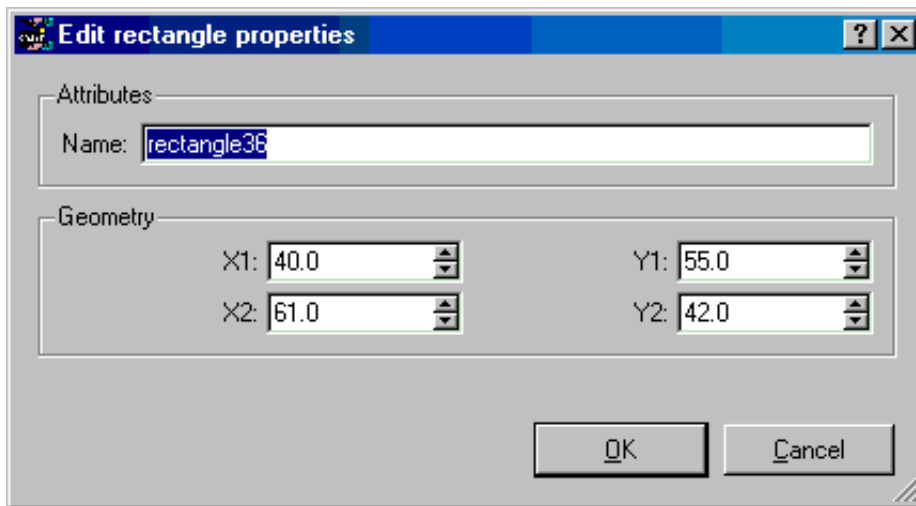 Edit rectangle properties
Attributes
Name: rectangle36
Geometry
X1: 40.0 Y1: 55.0
X2: 61.0 Y2: 42.0
OK Cancel